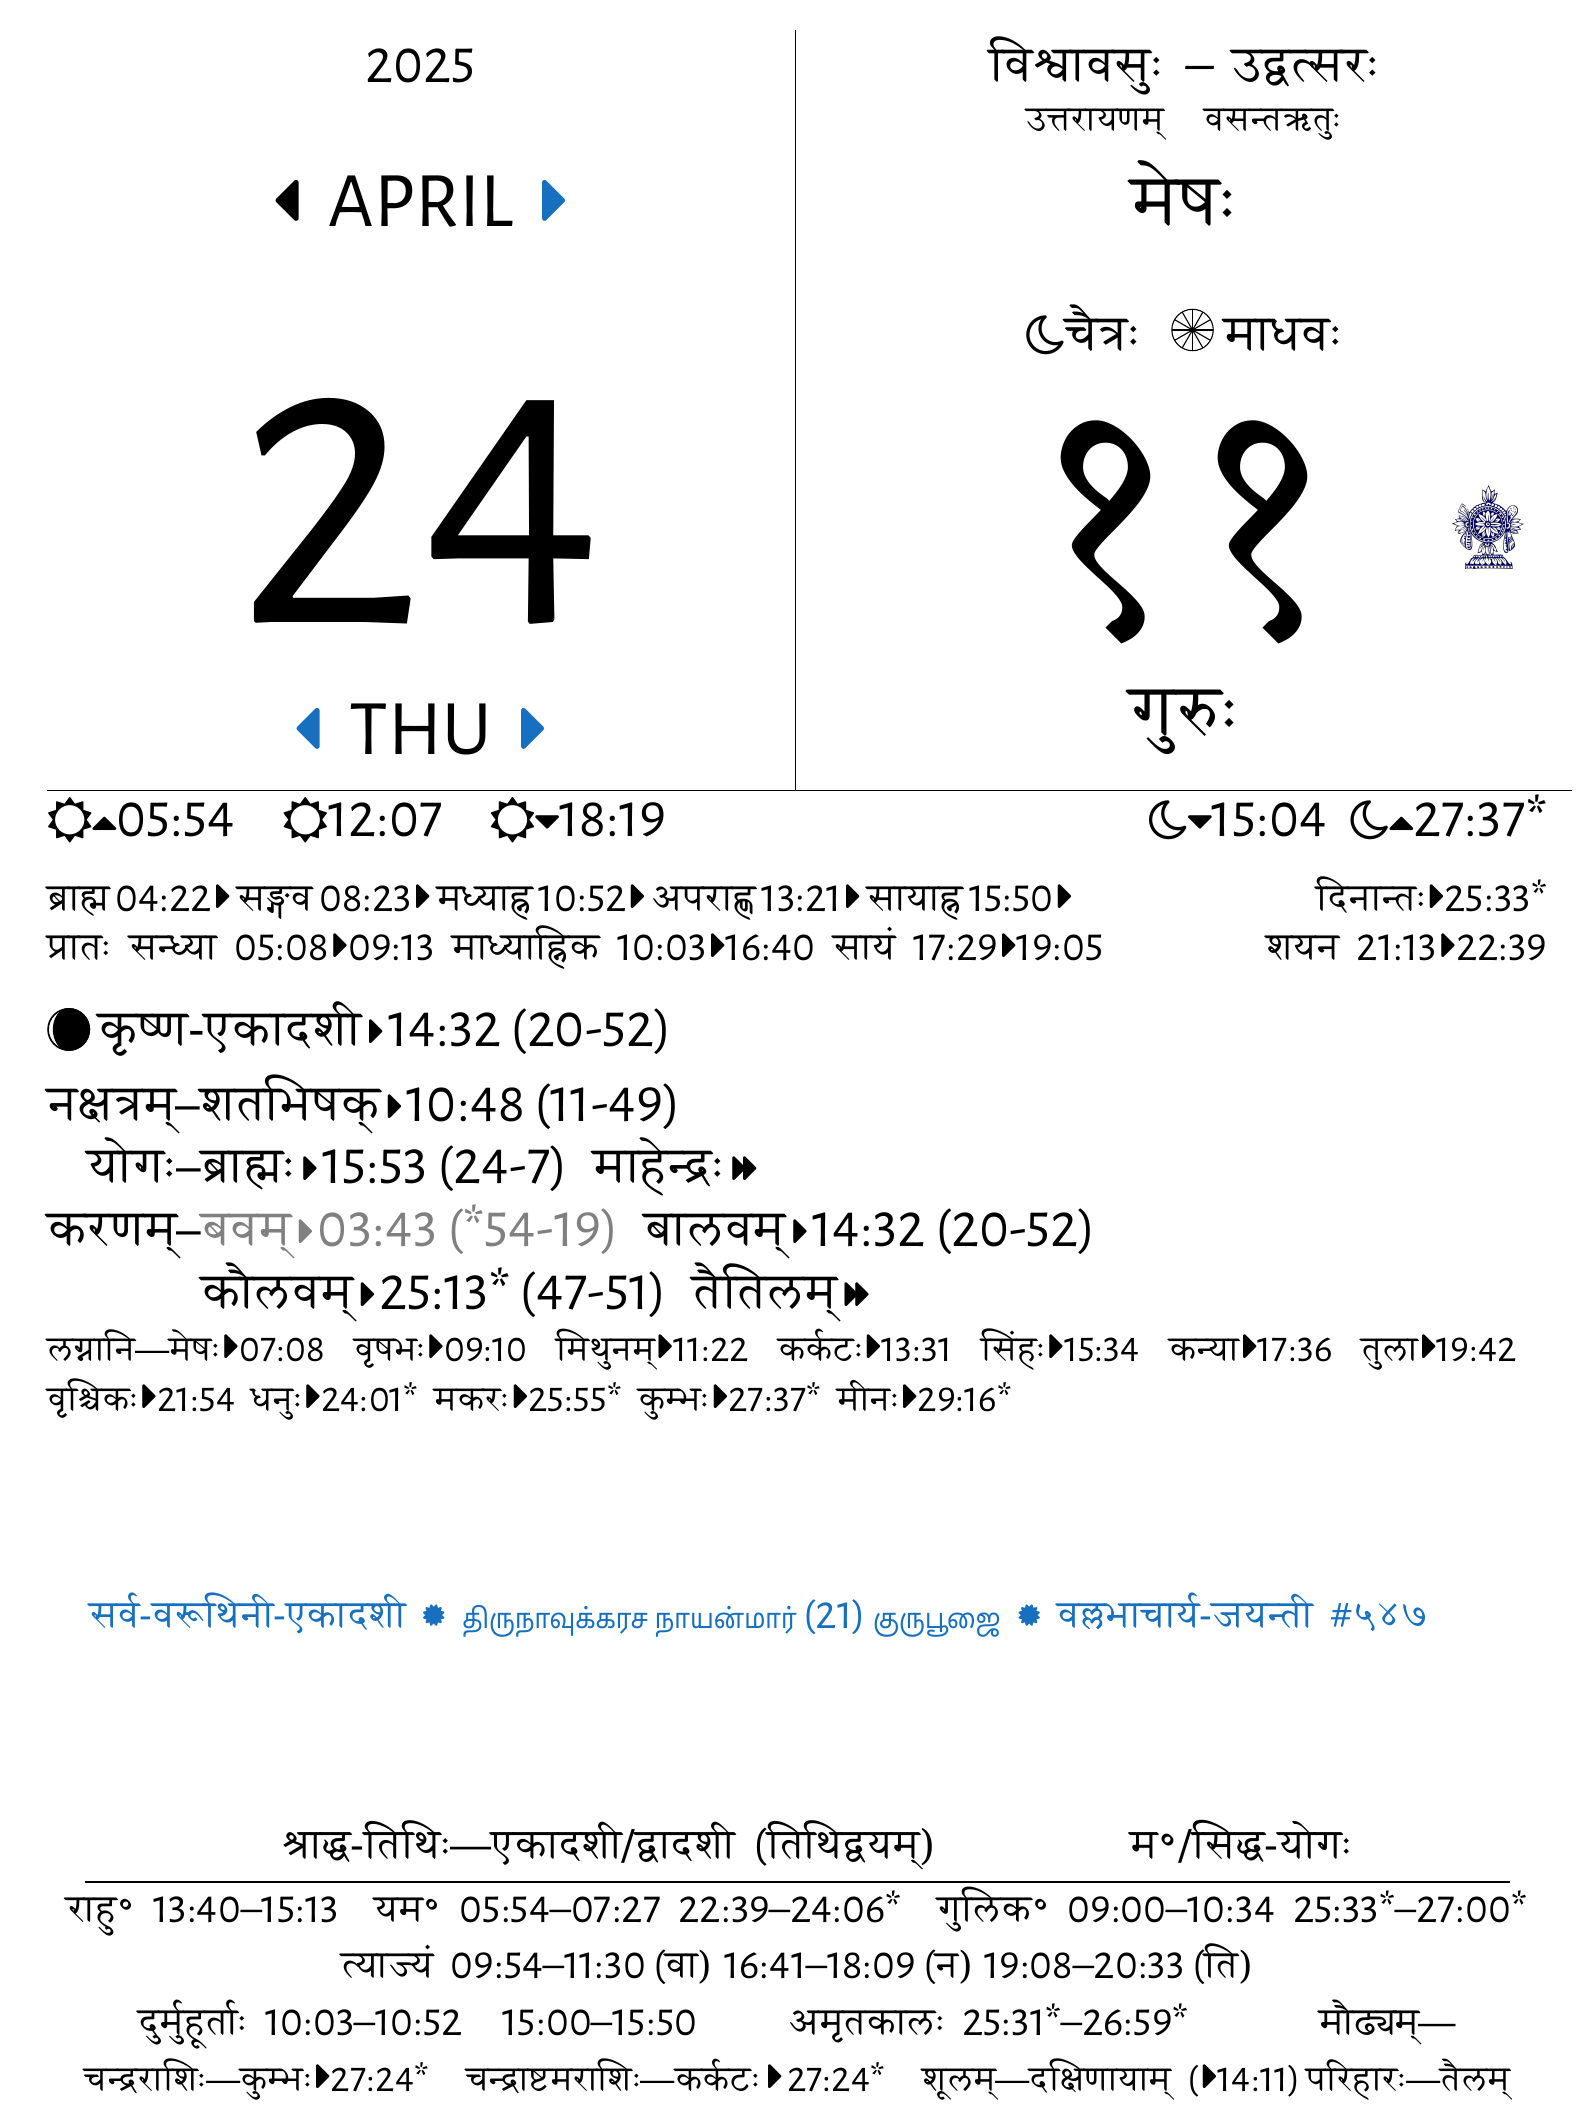 2025
APRIL
24
THU
विश्वावसुः – उद्वत्सरः
उत्तरायणम् वसन्तऋतुः
मेषः
चैत्रः माधवः
११
गुरुः
05:54 12:07 18:19 15:04 27:37*
ब्राह्म 04:22 सङ्गव 08:23 मध्याह्न 10:52 अपराह्ण 13:21 सायाह्न 15:50 दिनान्तः 25:33*
प्रातः सन्ध्या 05:08 09:13 माध्याह्निक 10:03 16:40 सायं 17:29 19:05 शयन 21:13 22:39
कृष्ण-एकादशी 14:32 (20-52)
नक्षत्रम्–शतभिषक् 10:48 (11-49)
योगः–ब्राह्मः 15:53 (24-7) माहेन्द्रः
करणम्–बवम् 03:43 (*54-19) बालवम् 14:32 (20-52)
कौलवम् 25:13* (47-51) तैतिलम्
लग्नानि—मेषः 07:08 वृषभः 09:10 मिथुनम् 11:22 कर्कटः 13:31 सिंहः 15:34 कन्या 17:36 तुला 19:42
वृश्चिकः 21:54 धनुः 24:01* मकरः 25:55* कुम्भः 27:37* मीनः 29:16*
सर्व-वरूथिनी-एकादशी திருநாவுக்கரச நாயன்மார் (21) குருபூஜை वल्लभाचार्य-जयन्ती #५४७
श्राद्ध-तिथिः—एकादशी/द्वादशी (तिथिद्वयम्) म॰/सिद्ध-योगः
राहु॰ 13:40–15:13 यम॰ 05:54–07:27 22:39–24:06* गुलिक॰ 09:00–10:34 25:33*–27:00*
त्याज्यं 09:54–11:30 (वा) 16:41–18:09 (न) 19:08–20:33 (ति)
दुर्मुहूर्ताः 10:03–10:52 15:00–15:50 अमृतकालः 25:31*–26:59* मौढ्यम्—
चन्द्रराशिः—कुम्भः 27:24* चन्द्राष्टमराशिः—कर्कटः 27:24* शूलम्—दक्षिणायाम् (14:11) परिहारः—तैलम्